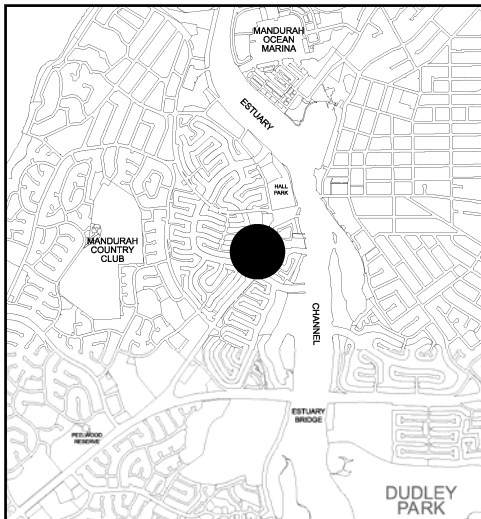 MANDURAH
OCEAN
MARINA
ESTUARY
HALL
PARK
MANDURAH
COUNTRY
CLUB
CHANNEL
ESTUARY
BRIDGE
PEELWOOD
RESERVE
DUDLEY
PARK